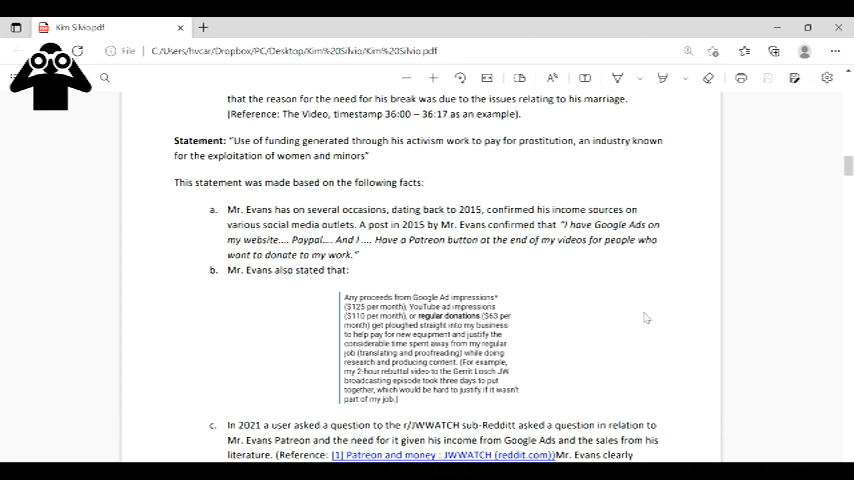 Kim Silvio.pdf
File
C:/Users/hvcar/Dropbox/PC/Desktop/Kim%20Silvio/Kim%20Silvio.pdf
that the reason for the need for his break was due to the issues relating to his marriage.
(Reference: The Video, timestamp 36:00 – 36:17 as an example).
Statement: "Use of funding generated through his activism work to pay for prostitution, an industry known
for the exploitation of women and minors"
This statement was made based on the following facts:
a. Mr. Evans has on several occasions, dating back to 2015, confirmed his income sources on
various social media outlets. A post in 2015 by Mr. Evans confirmed that "I have Google Ads on
my website.... Paypal.... And I .... Have a Patreon button at the end of my videos for people who
want to donate to my work."
b. Mr. Evans also stated that:
Any proceeds from Google Ad impressions*
($125 per month), YouTube ad impressions
($110 per month), or regular donations ($63 per
month) get ploughed straight into my business
to help pay for new equipment and justify the
considerable time spent away from my regular
job (translating and proofreading) while doing
research and producing content. (For example,
my 2-hour rebuttal video to the Gerrit Losch JW
broadcasting episode took three days to put
together, which would be hard to justify if it wasn't
part of my job.)
c. In 2021 a user asked a question to the r/JWWATCH sub-Redditt asked a question in relation to
Mr. Evans Patreon and the need for it given his income from Google Ads and the sales from his
literature. (Reference: [1] Patreon and money : JWWATCH (reddit.com))Mr. Evans clearly